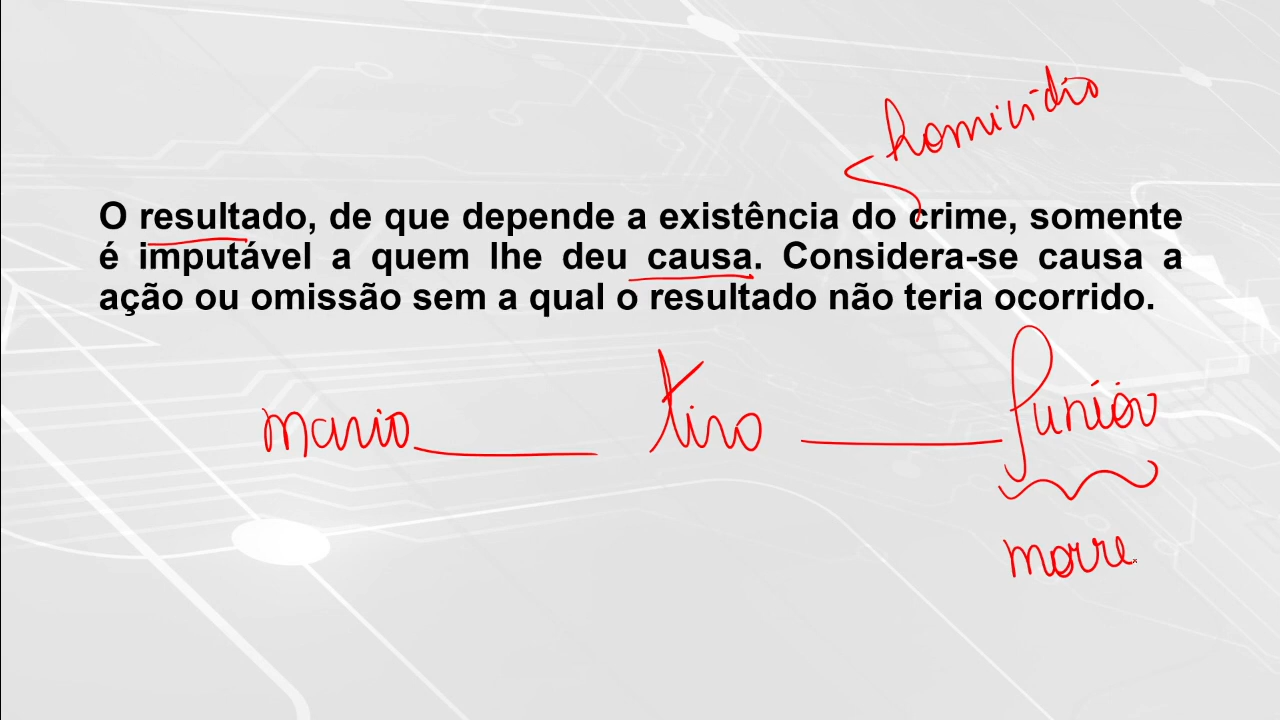 homicídio
O resultado, de que depende a existência do crime, somente
é imputável a quem lhe deu causa. Considera-se causa a
ação ou omissão sem a qual o resultado não teria ocorrido.
mario tiro Júnior
morre